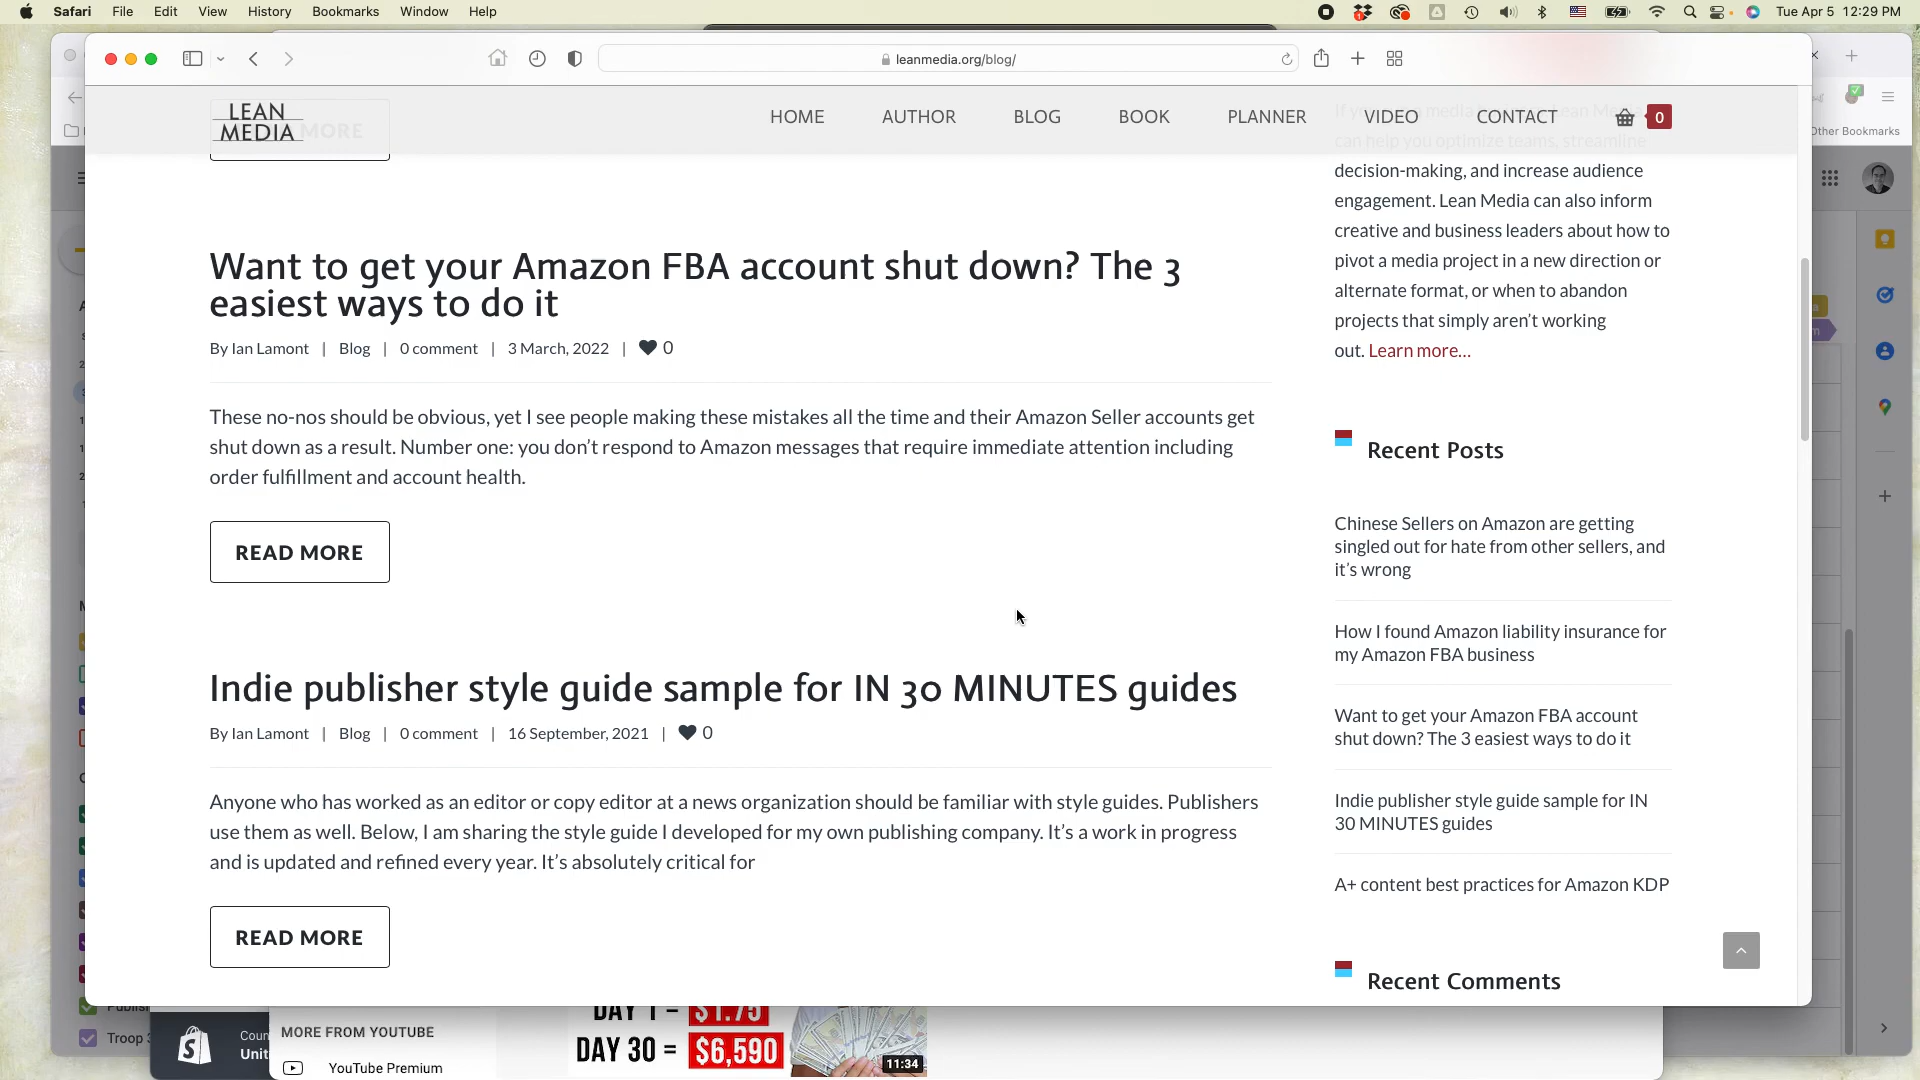 Safari File Edit View History Bookmarks Window Help
Tue Apr 5 12:29 PM
leanmedia.org/blog/
LEAN
MEDIA
MORE
HOME AUTHOR BLOG BOOK PLANNER VIDEO CONTACT 0
Other Bookmarks
can help you optimize teams, streamline
decision-making, and increase audience
engagement. Lean Media can also inform
creative and business leaders about how to
pivot a media project in a new direction or
alternate format, or when to abandon
projects that simply aren't working
out. Learn more...
Want to get your Amazon FBA account shut down? The 3
easiest ways to do it
By Ian Lamont | Blog | 0 comment | 3 March, 2022 | 0
These no-nos should be obvious, yet I see people making these mistakes all the time and their Amazon Seller accounts get
shut down as a result. Number one: you don't respond to Amazon messages that require immediate attention including
order fulfillment and account health.
READ MORE
Indie publisher style guide sample for IN 30 MINUTES guides
By Ian Lamont | Blog | 0 comment | 16 September, 2021 | 0
Anyone who has worked as an editor or copy editor at a news organization should be familiar with style guides. Publishers
use them as well. Below, I am sharing the style guide I developed for my own publishing company. It's a work in progress
and is updated and refined every year. It's absolutely critical for
READ MORE
Recent Posts
Chinese Sellers on Amazon are getting
singled out for hate from other sellers, and
it's wrong
How I found Amazon liability insurance for
my Amazon FBA business
Want to get your Amazon FBA account
shut down? The 3 easiest ways to do it
Indie publisher style guide sample for IN
30 MINUTES guides
A+ content best practices for Amazon KDP
Recent Comments
Troop
MORE FROM YOUTUBE
YouTube Premium
DAY 1 = $1.75
DAY 30 = $6,590
11:34